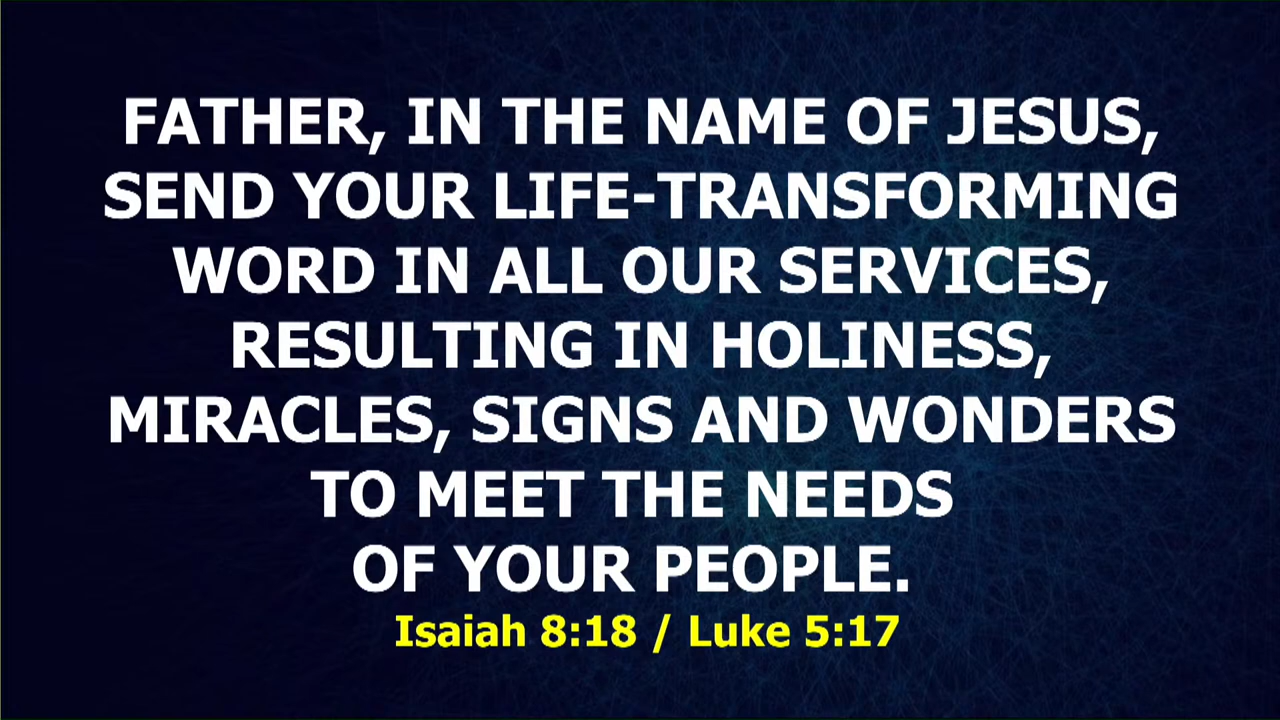 FATHER, IN THE NAME OF JESUS,
SEND YOUR LIFE-TRANSFORMING
WORD IN ALL OUR SERVICES,
RESULTING IN HOLINESS,
MIRACLES, SIGNS AND WONDERS
TO MEET THE NEEDS
OF YOUR PEOPLE.
Isaiah 8:18 / Luke 5:17